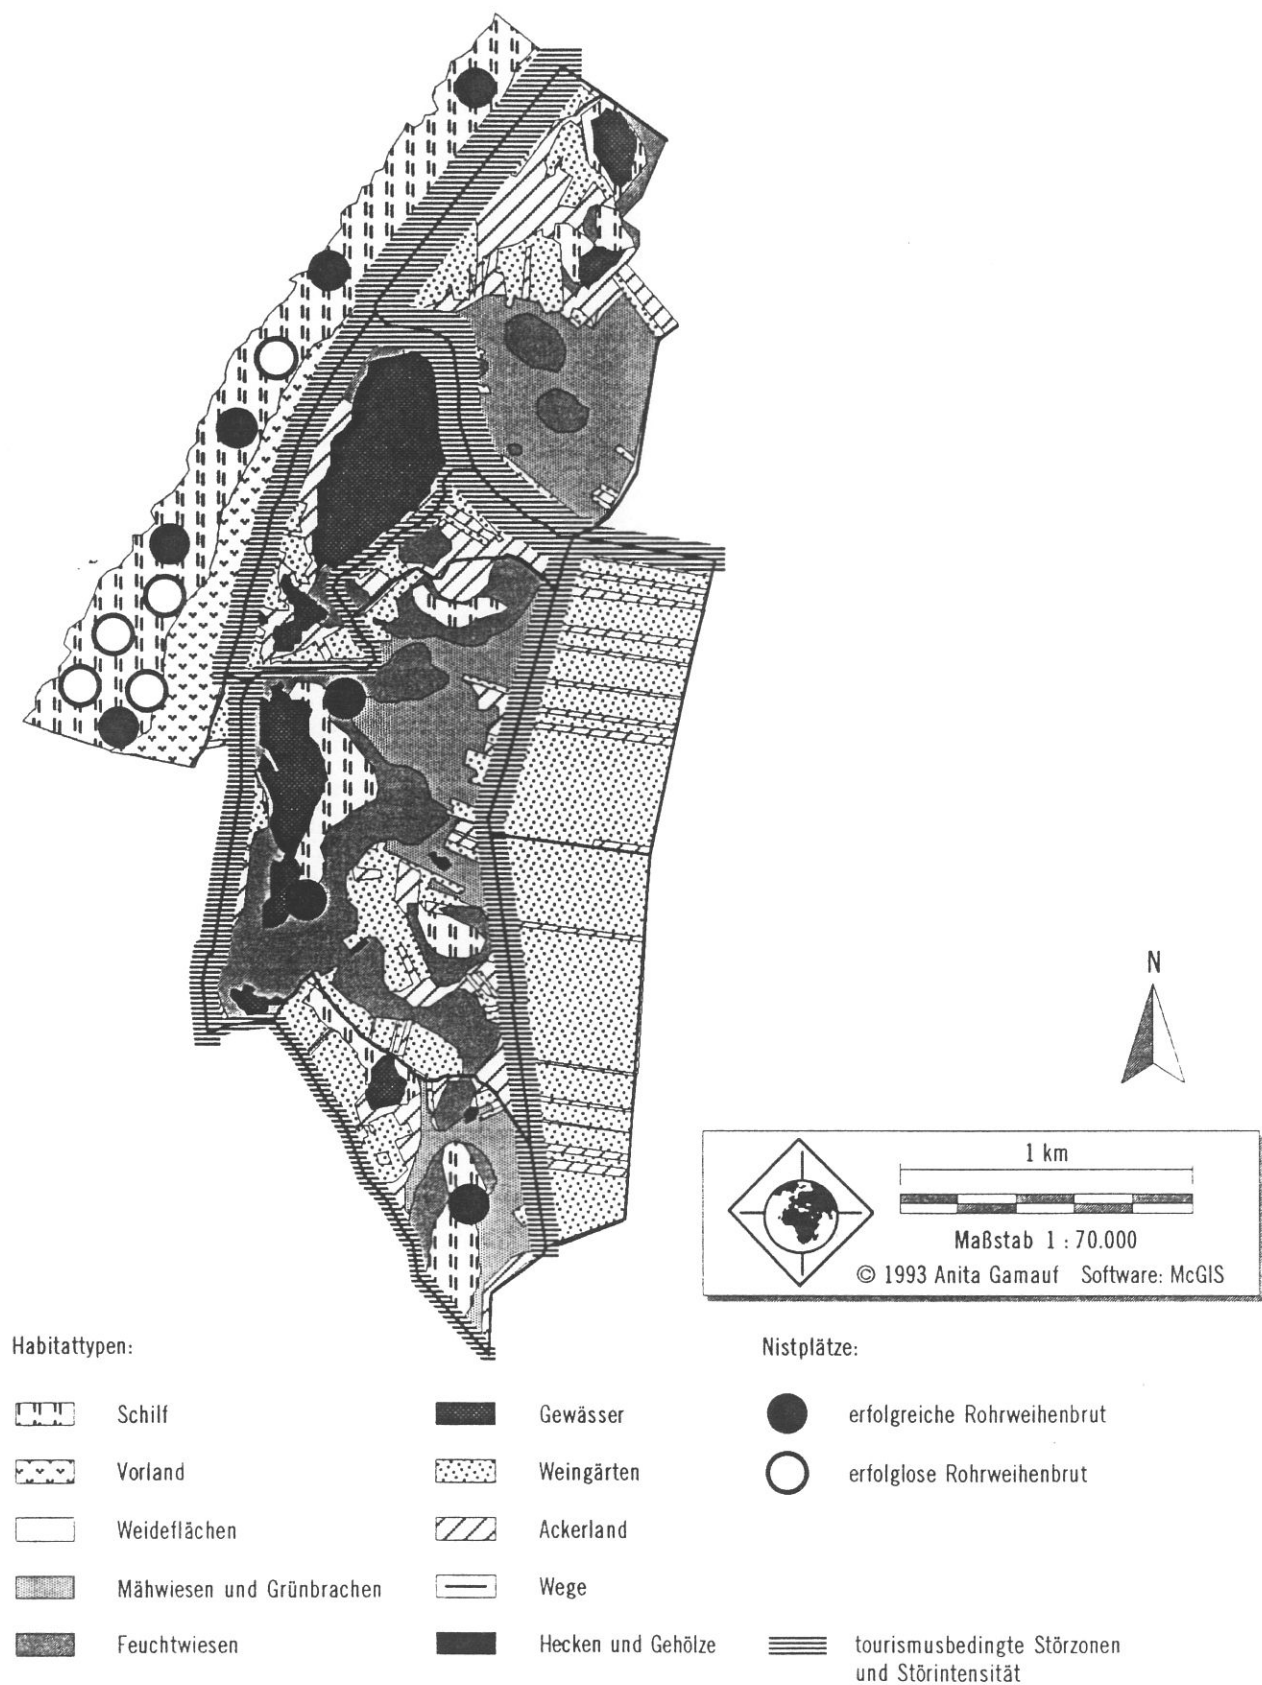 N
1 km
Maßstab 1 : 70.000
© 1993 Anita Gamauf Software: McGIS
Habitattypen:
Schilf
Vorland
Weideflächen
Mähwiesen und Grünbrachen
Feuchtwiesen
Gewässer
Weingärten
Ackerland
Wege
Hecken und Gehölze
Nistplätze:
erfolgreiche Rohrweihenbrut
erfolglose Rohrweihenbrut
tourismusbedingte Störzonen
und Störintensität